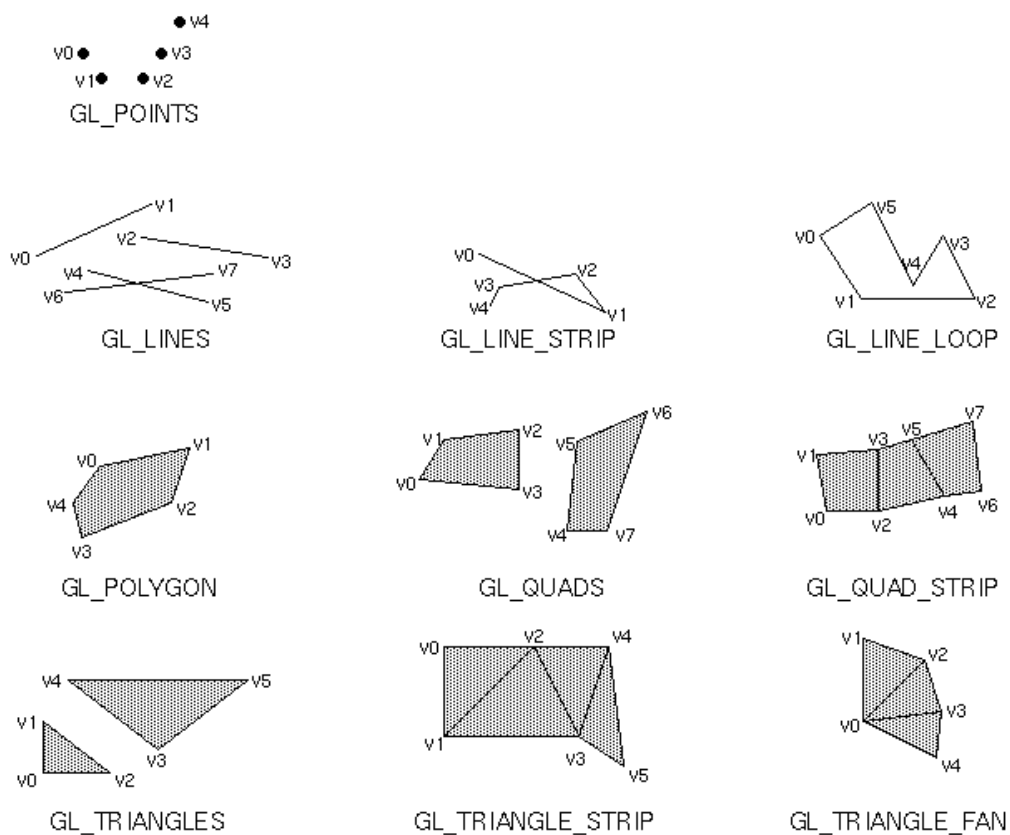 v4
v0 v3
v1 v2
GL_POINTS
v1
v2
v0 v3
v4 v7
v6 v5
GL_LINES
v0
v2
v3
v4
v1
GL_LINE_STRIP
v5
v0 v3
v4
v1 v2
GL_LINE_LOOP
v1
v0
v4 v2
v3
GL_POLYGON
v6
v1 v2 v5
v0 v3
v4 v7
GL_QUADS
v7
v3 v5
v1
v6
v0 v2 v4
GL_QUAD_STRIP
v4 v5
v1
v3
v0 v2
GL_TRIANGLES
v0 v2 v4
v1 v3
v5
GL_TRIANGLE_STRIP
v1
v2
v3
v0
v4
GL_TRIANGLE_FAN